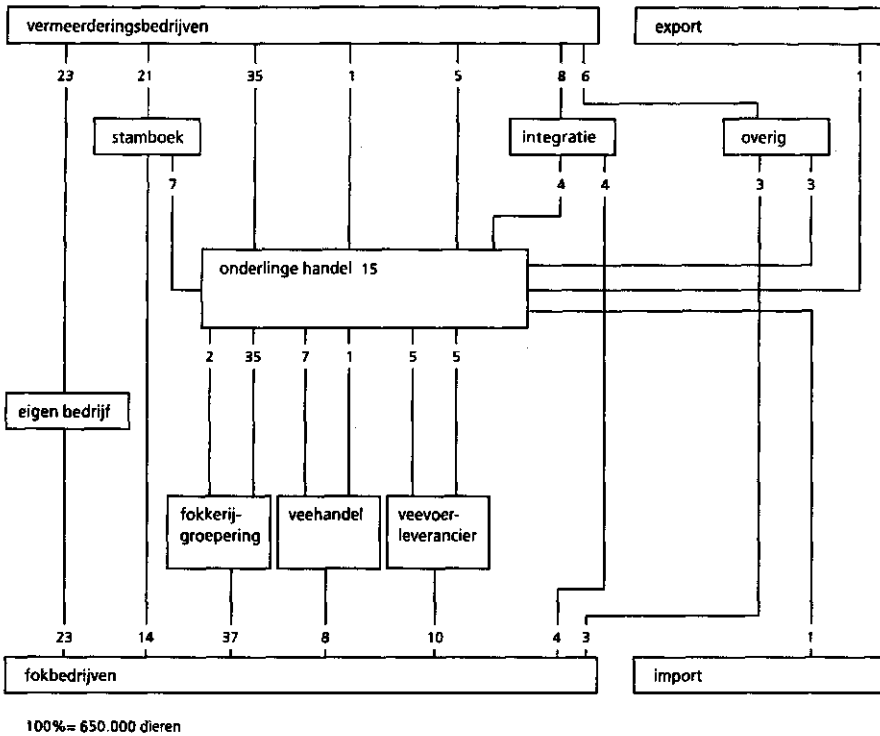 vermeerderingsbedrijven export
23 21 35 1 5 8 6 1
stamboek integratie overig
7 4 4 3 3
onderlinge handel 15
2 35 7 1 5 5
eigen bedrijf
fokkerij- veehandel veevoer-
groepering leverancier
23 14 37 8 10 4 3 1
fokbedrijven import
100%= 650.000 dieren